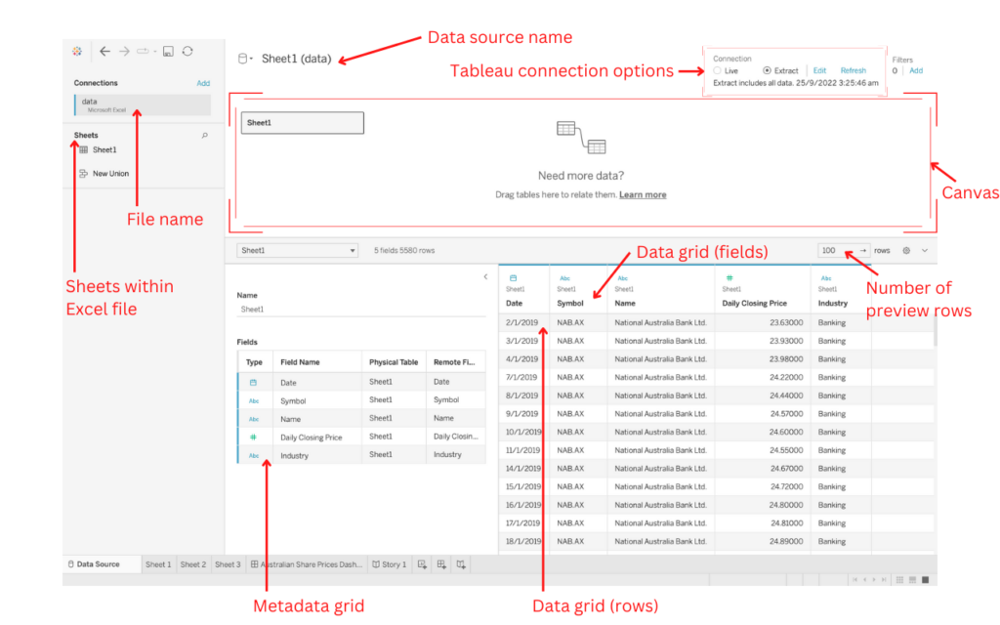 Data source name
Sheet1 (data)
Tableau connection options
Connection
Live
Extract
Edit
Refresh
Extract includes all data. 25/9/2022 3:25:46 am
Filters
0
Add
Connections
Add
data
Microsoft Excel
Sheets
Sheet1
New Union
File name
Sheets within
Excel file
Sheet1
Need more data?
Drag tables here to relate them. Learn more
Canvas
Sheet1
5 fields 5580 rows
Data grid (fields)
100
rows
Number of
preview rows
Name
Sheet1
Fields
Type Field Name Physical Table Remote Fi...
Date Sheet1 Date
Abc Symbol Sheet1 Symbol
Abc Name Sheet1 Name
# Daily Closing Price Sheet1 Daily Closin...
Abc Industry Sheet1 Industry
Abc Abc # Abc
Sheet1 Sheet1 Sheet1 Sheet1 Sheet1
Date Symbol Name Daily Closing Price Industry
2/1/2019 NAB.AX National Australia Bank Ltd. 23.63000 Banking
3/1/2019 NAB.AX National Australia Bank Ltd. 23.93000 Banking
4/1/2019 NAB.AX National Australia Bank Ltd. 23.98000 Banking
7/1/2019 NAB.AX National Australia Bank Ltd. 24.22000 Banking
8/1/2019 NAB.AX National Australia Bank Ltd. 24.44000 Banking
9/1/2019 NAB.AX National Australia Bank Ltd. 24.57000 Banking
10/1/2019 NAB.AX National Australia Bank Ltd. 24.60000 Banking
11/1/2019 NAB.AX National Australia Bank Ltd. 24.55000 Banking
14/1/2019 NAB.AX National Australia Bank Ltd. 24.67000 Banking
15/1/2019 NAB.AX National Australia Bank Ltd. 24.72000 Banking
16/1/2019 NAB.AX National Australia Bank Ltd. 24.80000 Banking
17/1/2019 NAB.AX National Australia Bank Ltd. 24.81000 Banking
18/1/2019 NAB.AX National Australia Bank Ltd. 24.89000 Banking
Data Source Sheet 1 Sheet 2 Sheet 3 Australian Share Prices Dash... Story 1
Metadata grid
Data grid (rows)